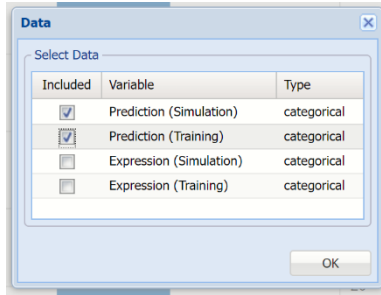 Data
Select Data
Included Variable Type
Prediction (Simulation) categorical
Prediction (Training) categorical
Expression (Simulation) categorical
Expression (Training) categorical
OK